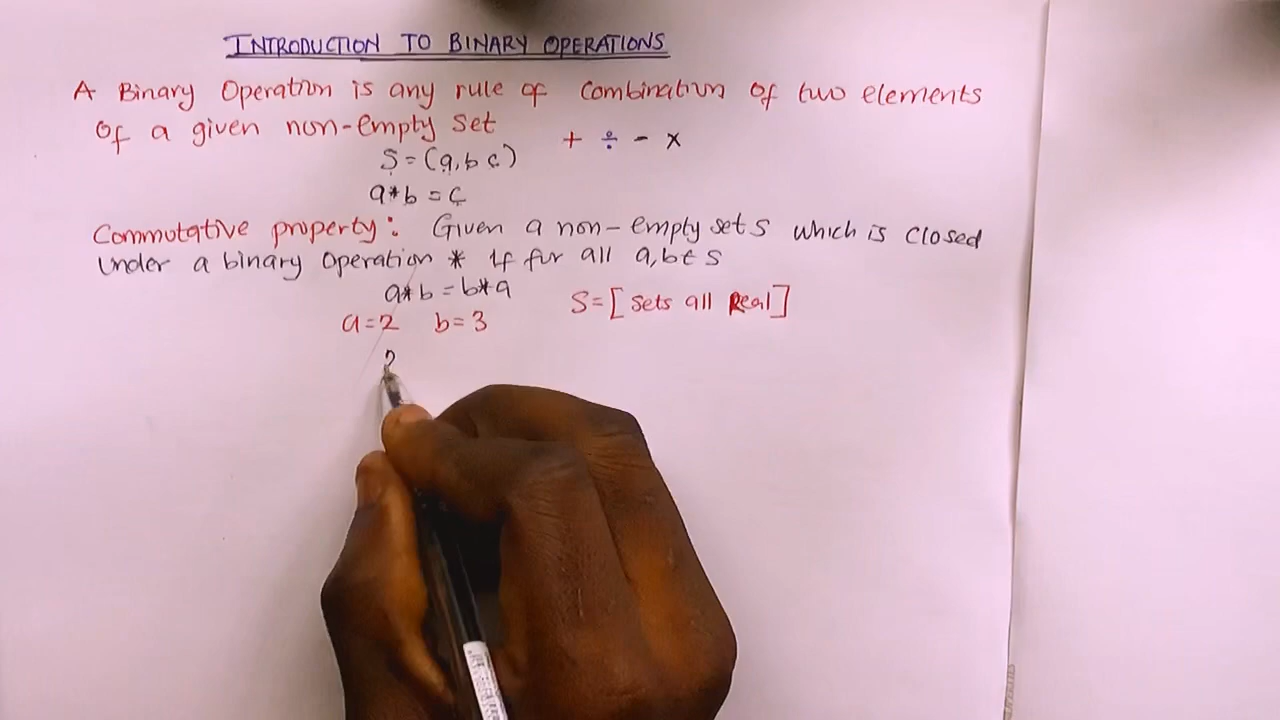 INTRODUCTION TO BINARY OPERATIONS
A Binary Operation is any rule of combination of two elements
of a given non-empty set
+ ÷ - x
S = (a, b c)
a*b = c
Commutative property: Given a non-empty set S which is closed
under a binary operation * if for all a,b ∈ S
a*b = b*a
S = [sets all Real]
a=2 b=3
2